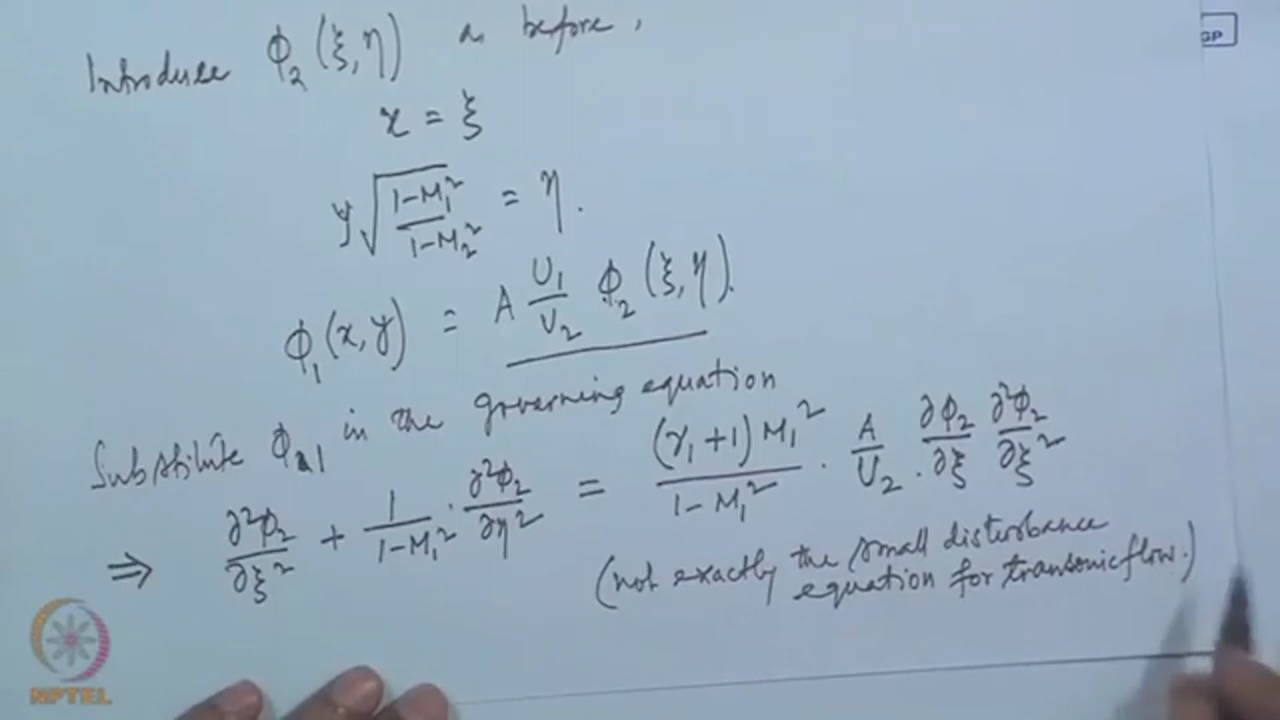 Introduce ϕ₂(ξ,η) as before,
x = ξ
y√((1-M₁²)/(1-M₂²)) = η.
ϕ₁(x,y) = A U₁/U₂ ϕ₂(ξ,η).
Substitute ϕ₁ in the governing equation
⇒ ∂²ϕ₂/∂ξ² + 1/(1-M₁²) · ∂²ϕ₂/∂η² = (γ₁+1)M₁²/(1-M₁²) · A/U₂ · ∂ϕ₂/∂ξ ∂²ϕ₂/∂ξ²
(not exactly the small disturbance
equation for transonic flow.)
NPTEL
GP